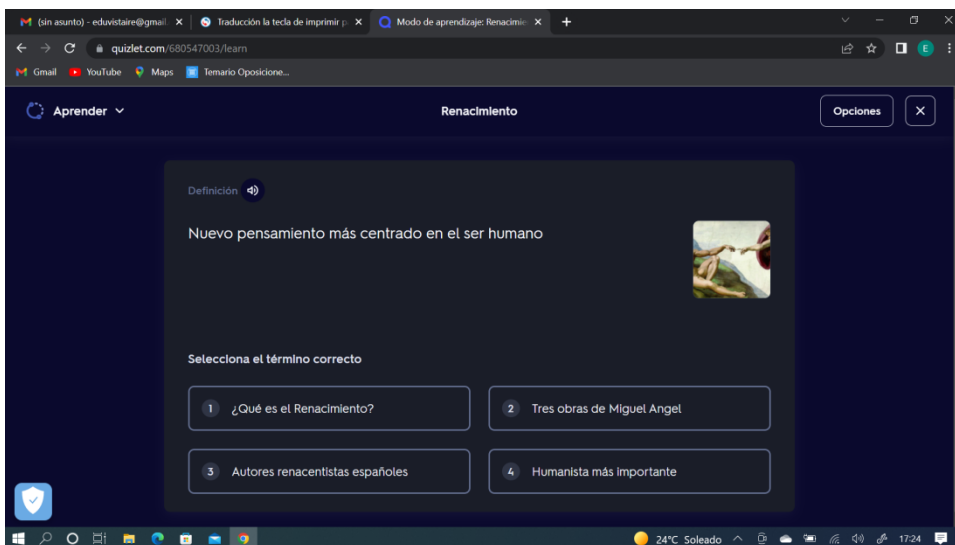 (sin asunto) - eduvistaire@gmail.
Traducción la tecla de imprimir p
Modo de aprendizaje: Renacimie
quizlet.com/680547003/learn
E
Gmail
YouTube
Maps
Temario Oposicione...
Aprender
Renacimiento
Opciones
Definición
Nuevo pensamiento más centrado en el ser humano
Selecciona el término correcto
1 ¿Qué es el Renacimiento?
2 Tres obras de Miguel Angel
3 Autores renacentistas españoles
4 Humanista más importante
24°C Soleado
17:24